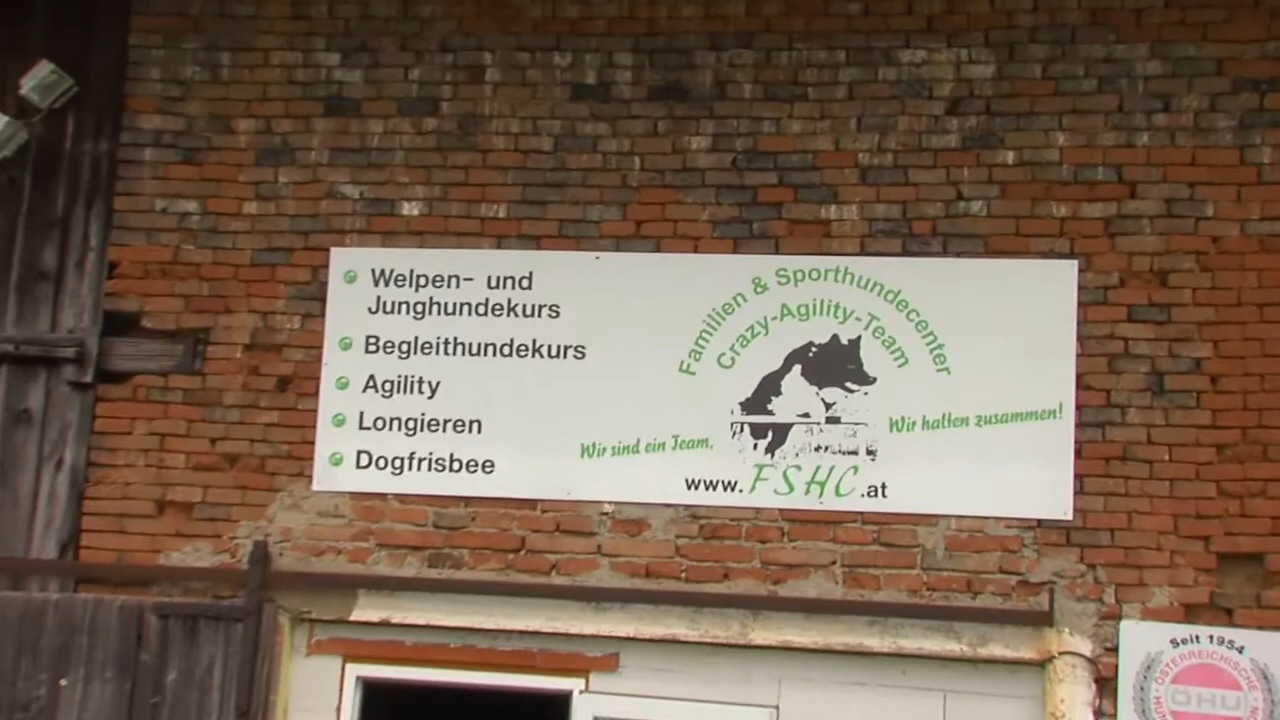 Welpen- und
Junghundekurs
Begleithundekurs
Agility
Longieren
Dogfrisbee
Familien & Sporthundecenter
Crazy-Agility-Team
Wir sind ein Team,
Wir halten zusammen!
www.FSHC.at
Seit 1954
ÖSTERREICHISCHE
ÖHU